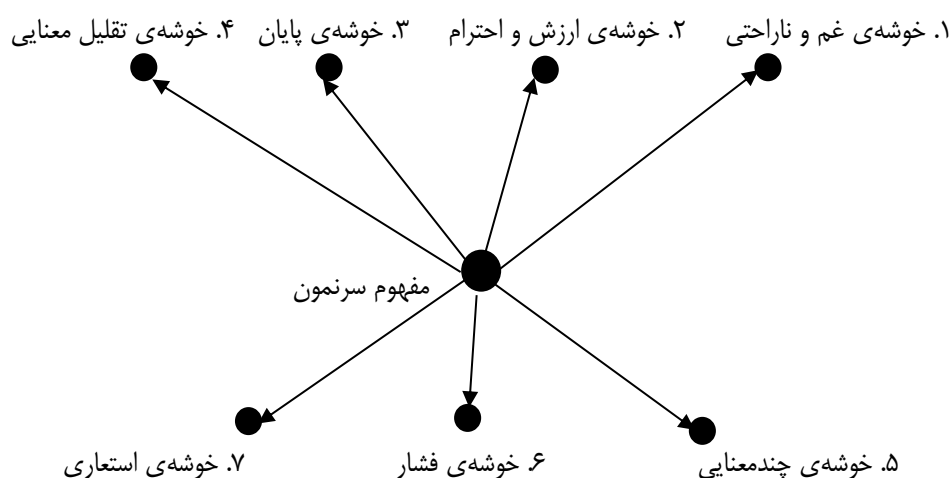 ۱. خوشه‌ی غم و ناراحتی
۲. خوشه‌ی ارزش و احترام
۳. خوشه‌ی پایان
۴. خوشه‌ی تقلیل معنایی
مفهوم سرنمون
۵. خوشه‌ی چندمعنایی
۶. خوشه‌ی فشار
۷. خوشه‌ی استعاری